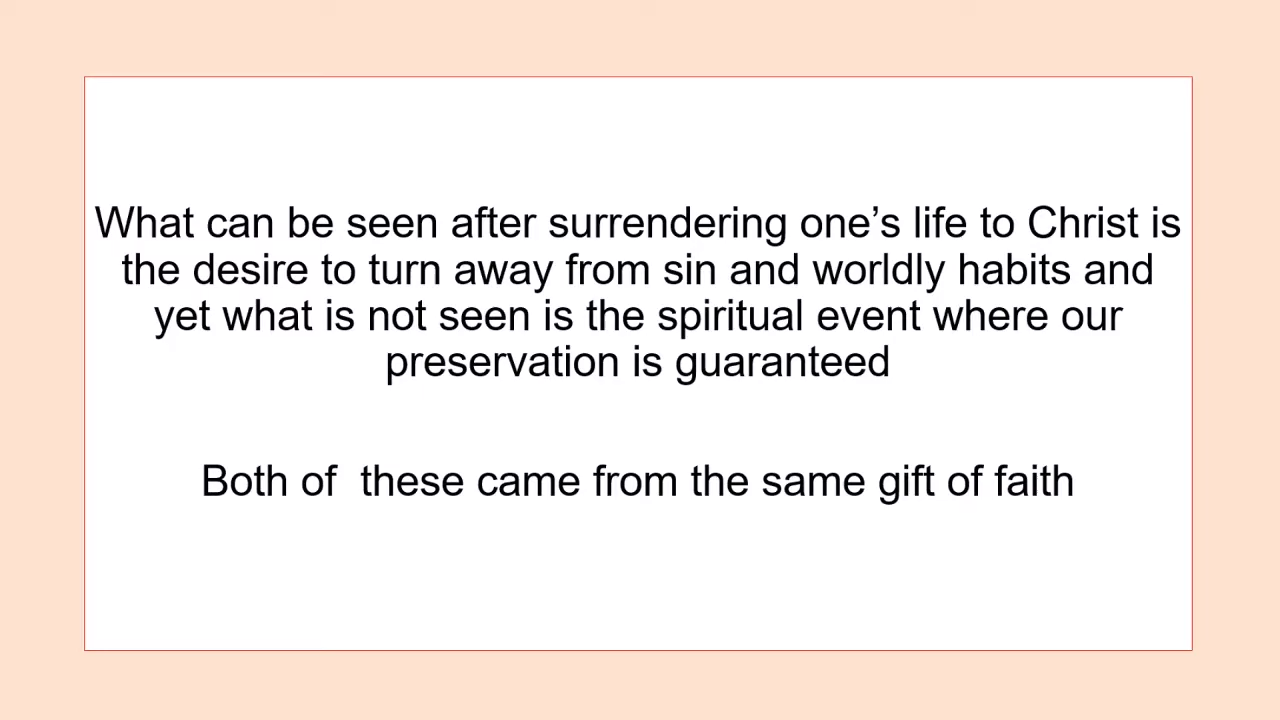 What can be seen after surrendering one’s life to Christ is
the desire to turn away from sin and worldly habits and
yet what is not seen is the spiritual event where our
preservation is guaranteed
Both of  these came from the same gift of faith